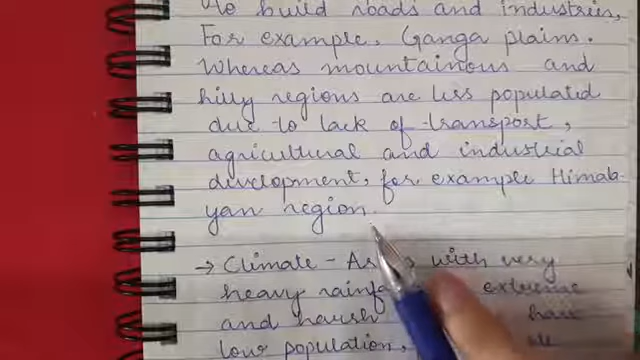 to build roads and industries,
For example, Ganga plains.
Whereas mountainous and
hilly regions are less populated
due to lack of transport,
agricultural and industrial
development, for example Himala-
yan region.
→ Climate - with very
heavy extreme
and harsh have
low population,